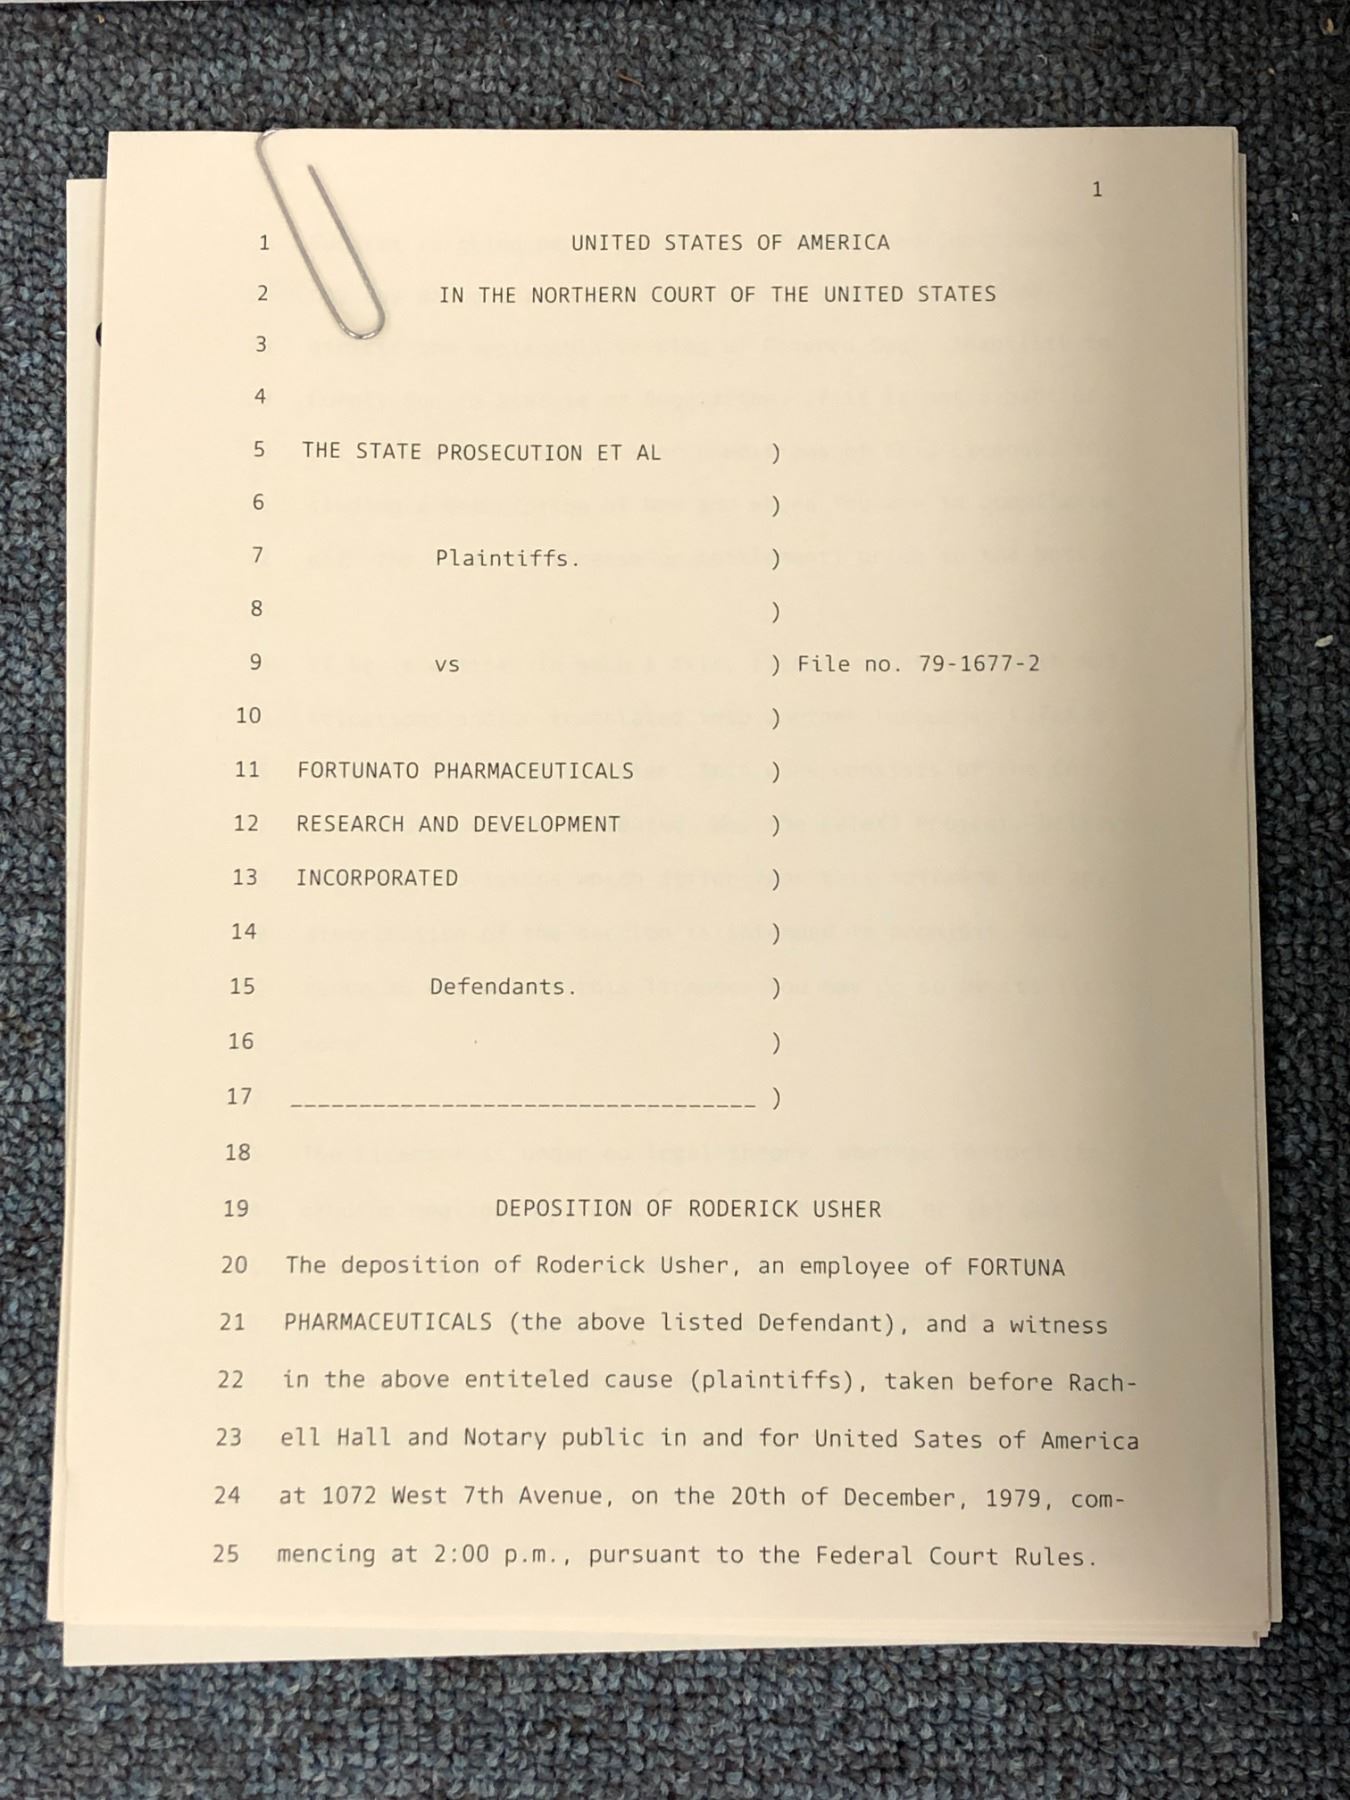 1
1 UNITED STATES OF AMERICA
2 IN THE NORTHERN COURT OF THE UNITED STATES
3
4
5 THE STATE PROSECUTION ET AL )
6 )
7 Plaintiffs. )
8 )
9 vs ) File no. 79-1677-2
10 )
11 FORTUNATO PHARMACEUTICALS )
12 RESEARCH AND DEVELOPMENT )
13 INCORPORATED )
14 )
15 Defendants. )
16 )
17 __________________________________ )
18
19 DEPOSITION OF RODERICK USHER
20 The deposition of Roderick Usher, an employee of FORTUNA
21 PHARMACEUTICALS (the above listed Defendant), and a witness
22 in the above entiteled cause (plaintiffs), taken before Rach-
23 ell Hall and Notary public in and for United Sates of America
24 at 1072 West 7th Avenue, on the 20th of December, 1979, com-
25 mencing at 2:00 p.m., pursuant to the Federal Court Rules.